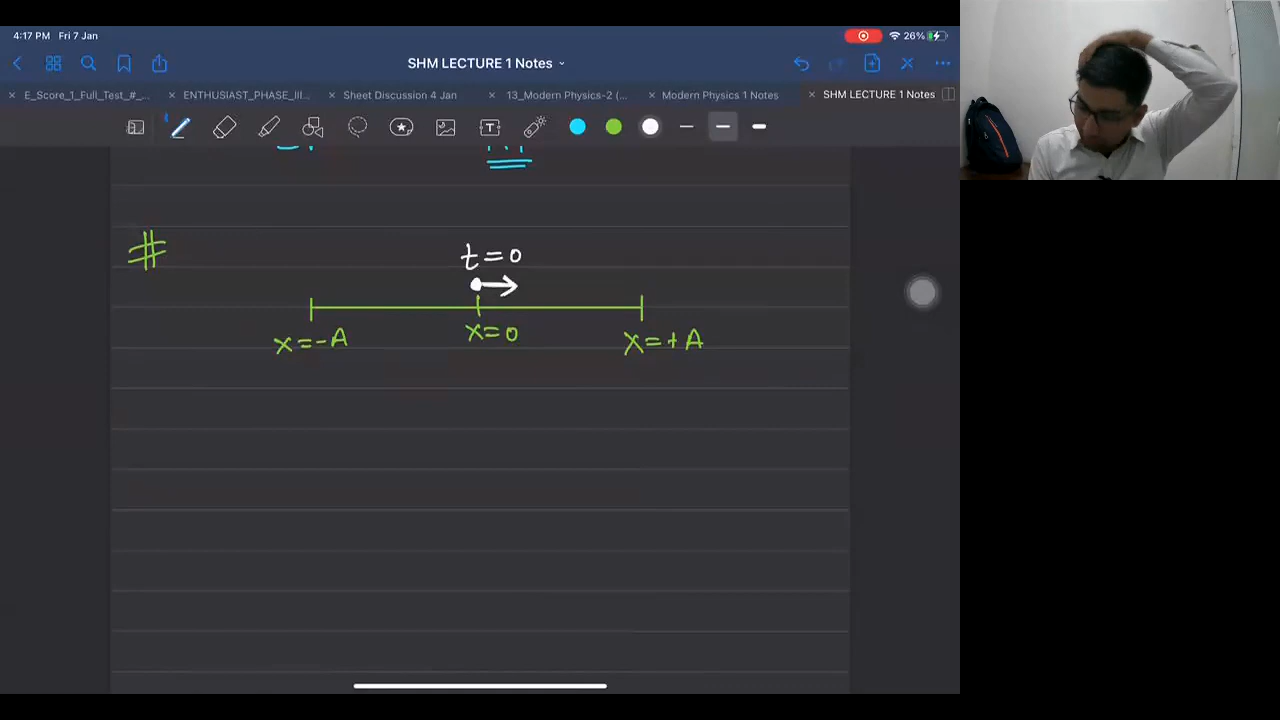 4:17 PM Fri 7 Jan
26%
SHM LECTURE 1 Notes
E_Score_1_Full_Test_#_...
ENTHUSIAST_PHASE_III...
Sheet Discussion 4 Jan
13_Modern Physics-2 (...
Modern Physics 1 Notes
SHM LECTURE 1 Notes
#
t=0
x=-A
x=0
x=+A